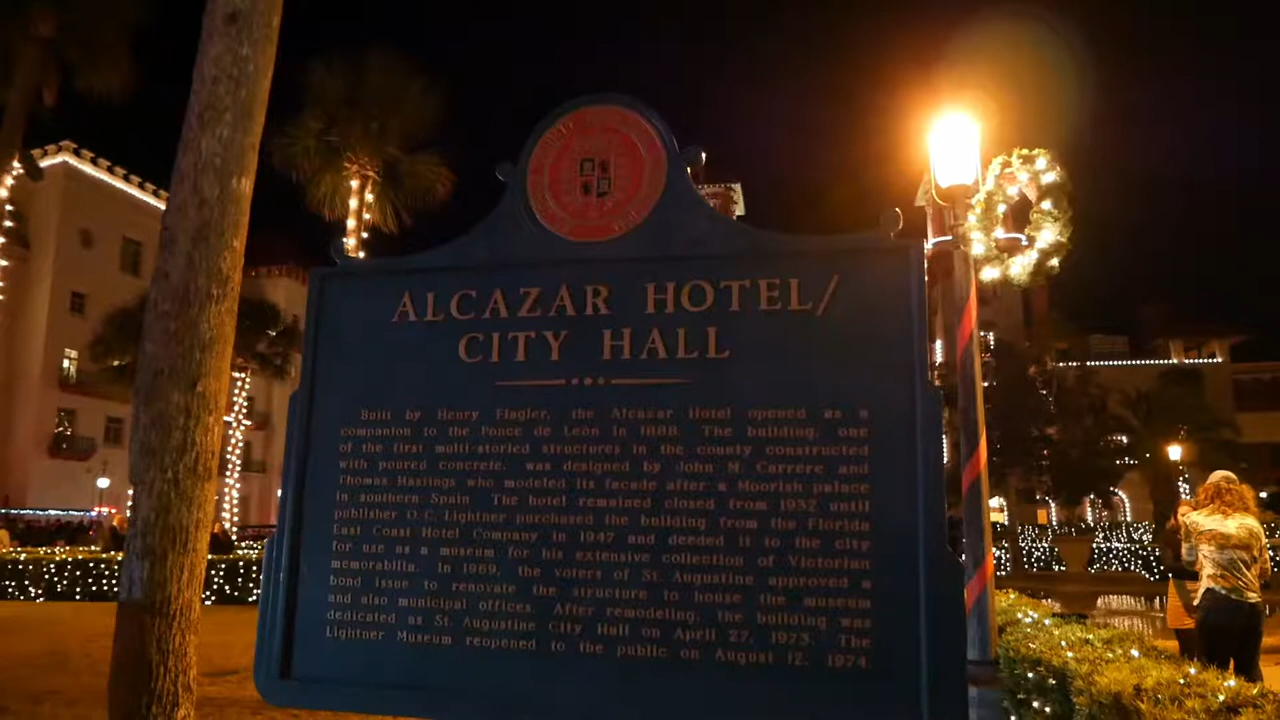 ALCAZAR HOTEL/
CITY HALL
Built by Henry Flagler, the Alcazar Hotel opened as a
companion to the Ponce de León in 1888. The building, one
of the first multi-storied structures in the county constructed
with poured concrete, was designed by John M. Carrere and
Thomas Hastings who modeled its facade after a Moorish palace
in southern Spain. The hotel remained closed from 1932 until
publisher O.C. Lightner purchased the building from the Florida
East Coast Hotel Company in 1947 and deeded it to the city
for use as a museum for his extensive collection of Victorian
memorabilia. In 1969, the voters of St. Augustine approved a
bond issue to renovate the structure to house the museum
and also municipal offices. After remodeling, the building was
dedicated as St. Augustine City Hall on April 27, 1973. The
Lightner Museum reopened to the public on August 12, 1974.